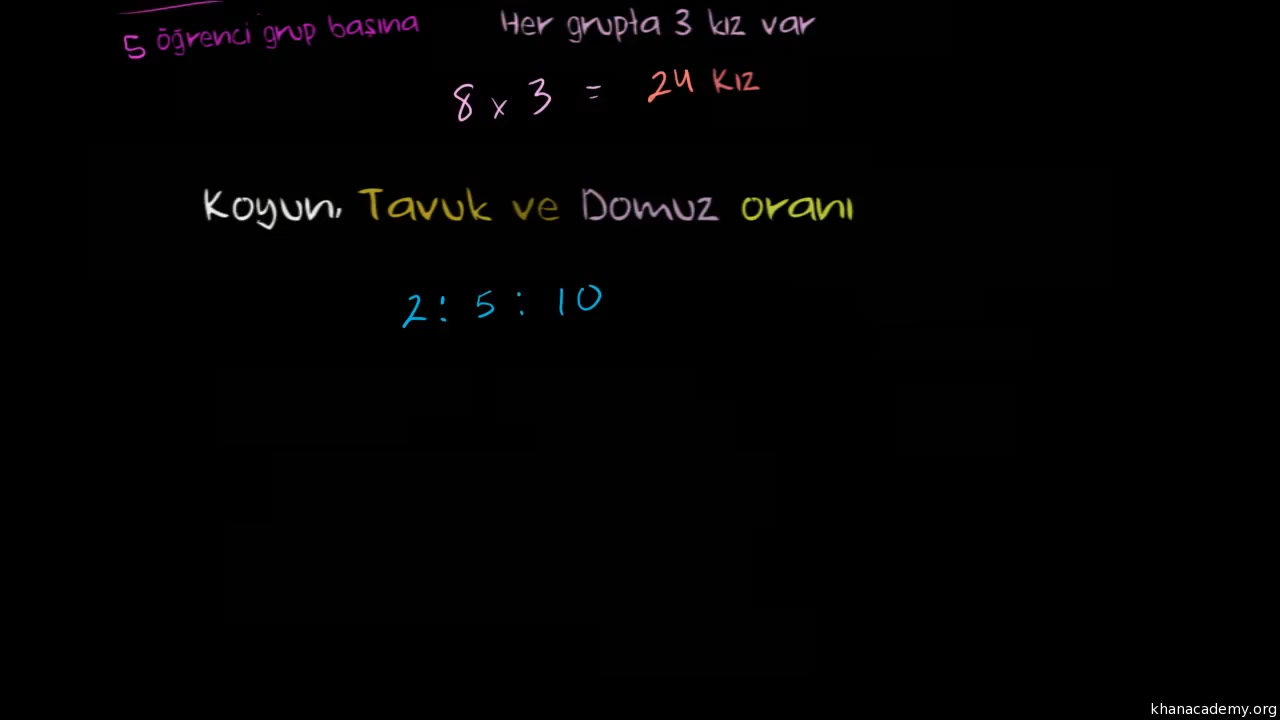 5 öğrenci grup başına
Her grupta 3 kız var
8 x 3 = 24 Kız
Koyun, Tavuk ve Domuz oranı
2 : 5 : 10
khanacademy.org